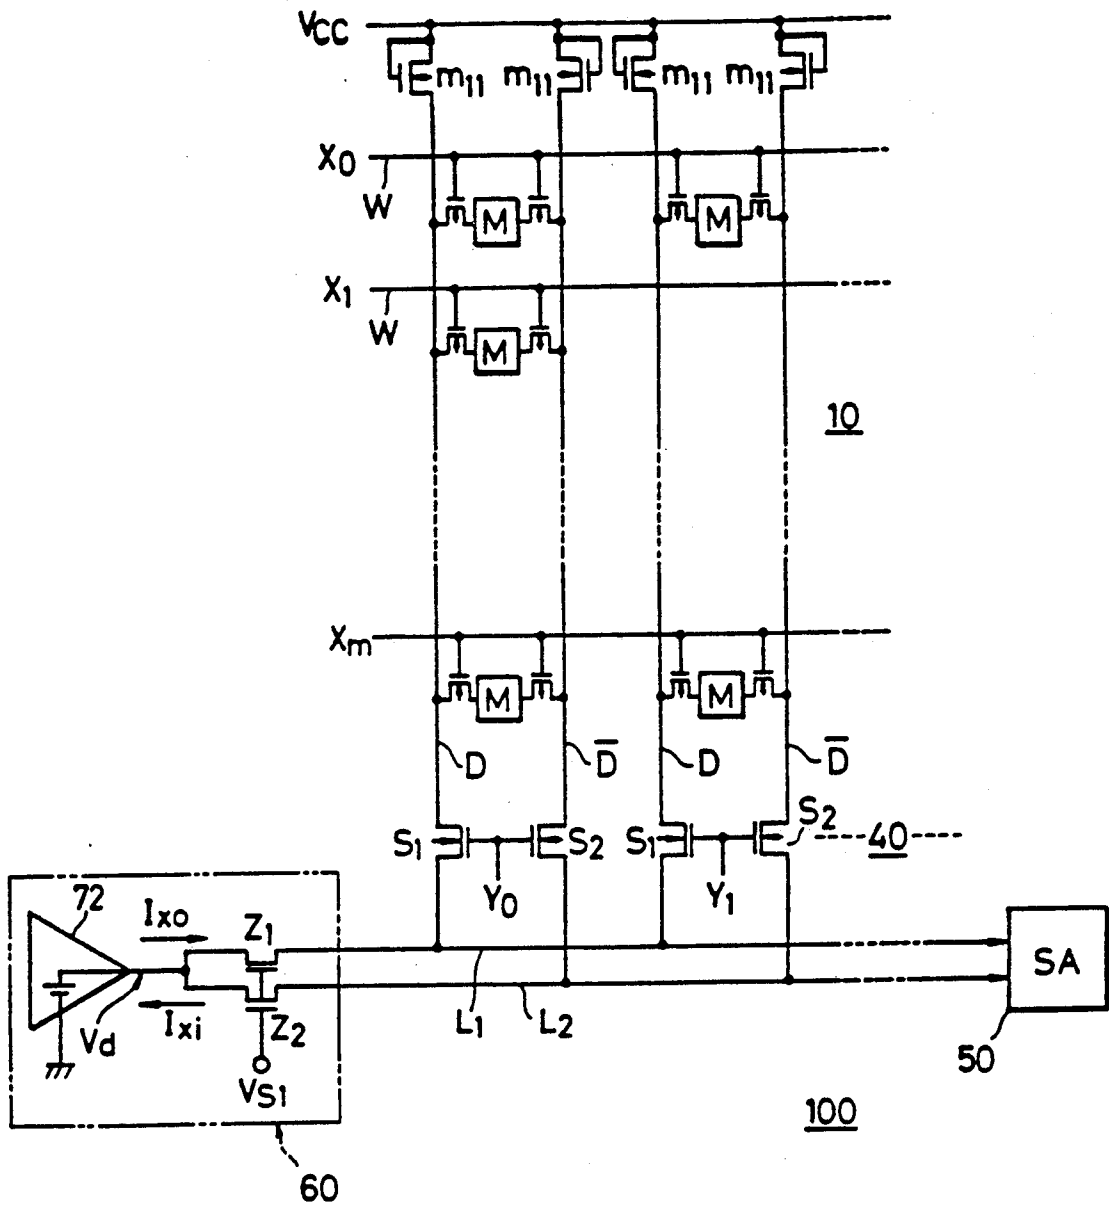 VCC
m11 m11 m11 m11
X0
W
M M
X1
W
M
10
Xm
M M
D D̅ D D̅
S1 S2 S1 S2
40
Y0 Y1
72
Ixo Z1
SA
Ixi Z2
L1 L2
Vd
50
VS1
100
60